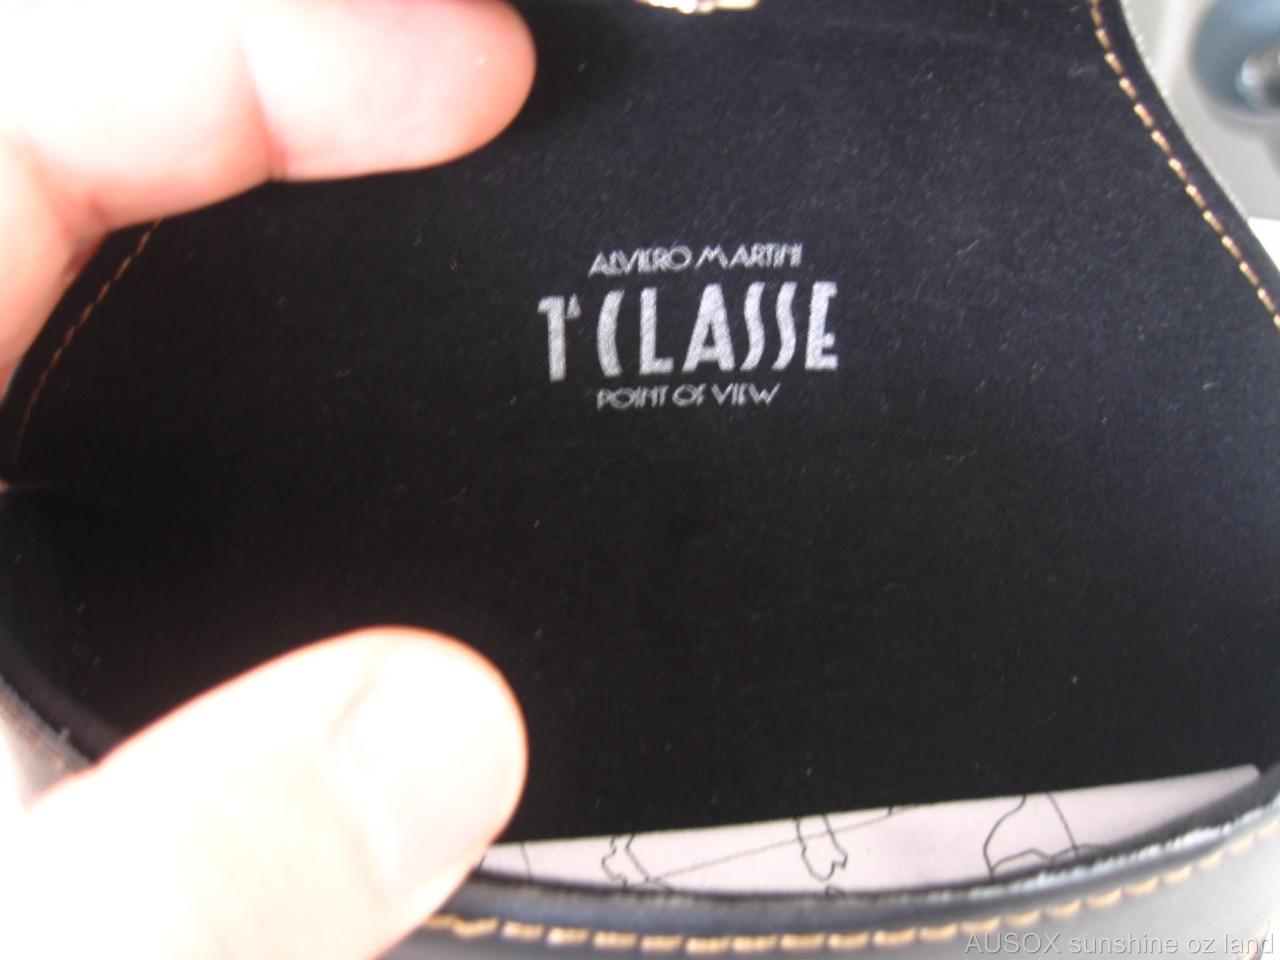 ALVIERO MARTINI
1ª CLASSE
POINT OF VIEW
AUSOX sunshine oz land